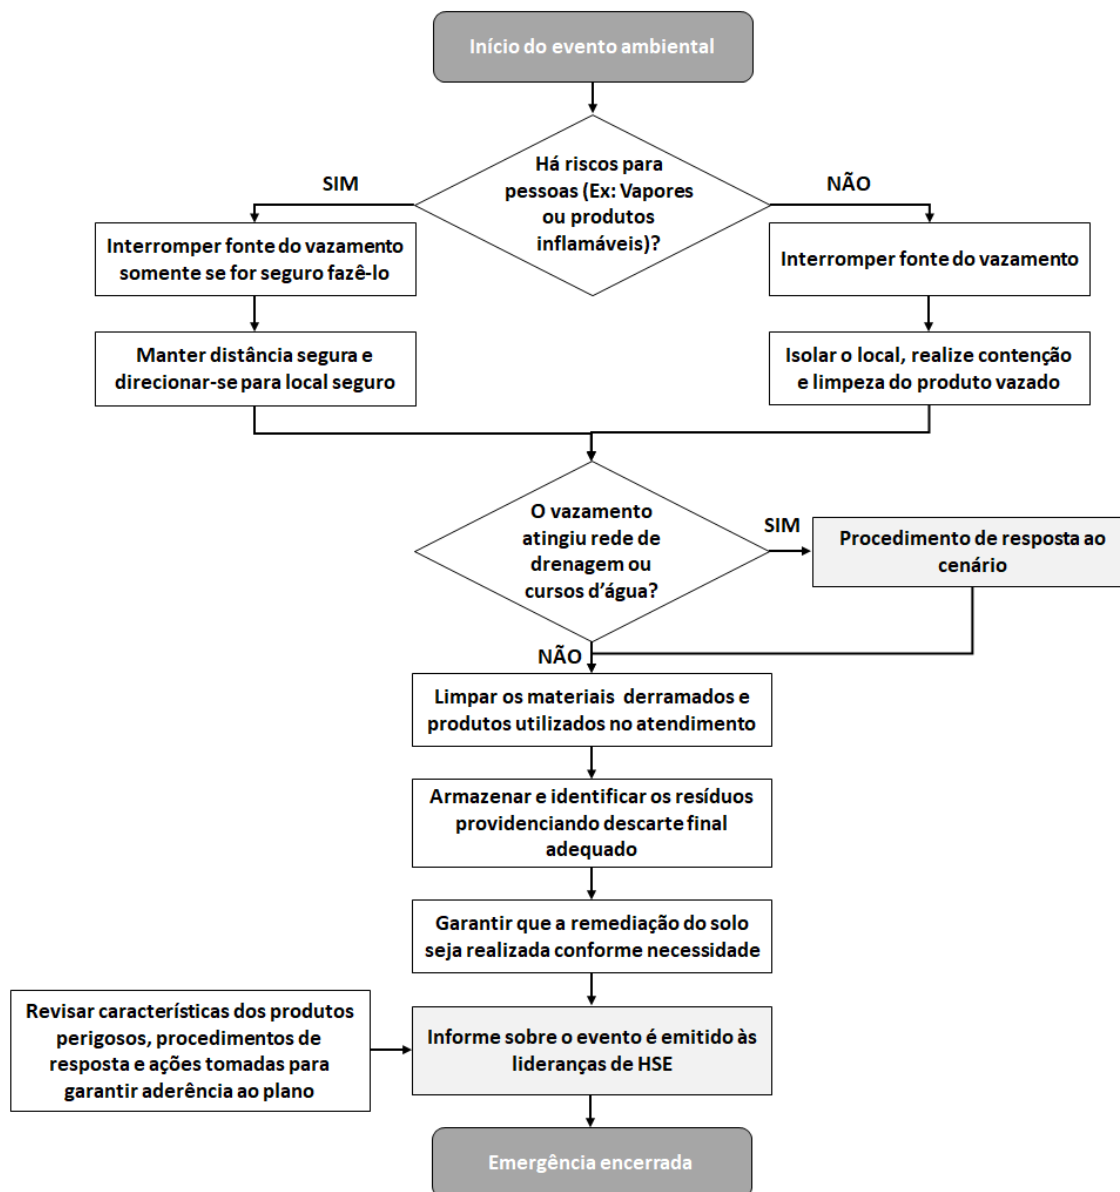 Início do evento ambiental
Há riscos para
pessoas (Ex: Vapores
ou produtos
inflamáveis)?
SIM
NÃO
Interromper fonte do vazamento
somente se for seguro fazê-lo
Interromper fonte do vazamento
Manter distância segura e
direcionar-se para local seguro
Isolar o local, realize contenção
e limpeza do produto vazado
O vazamento
atingiu rede de
drenagem ou
cursos d’água?
SIM
Procedimento de resposta ao
cenário
NÃO
Limpar os materiais  derramados e
produtos utilizados no atendimento
Armazenar e identificar os resíduos
providenciando descarte final
adequado
Garantir que a remediação do solo
seja realizada conforme necessidade
Revisar características dos produtos
perigosos, procedimentos de
resposta e ações tomadas para
garantir aderência ao plano
Informe sobre o evento é emitido às
lideranças de HSE
Emergência encerrada